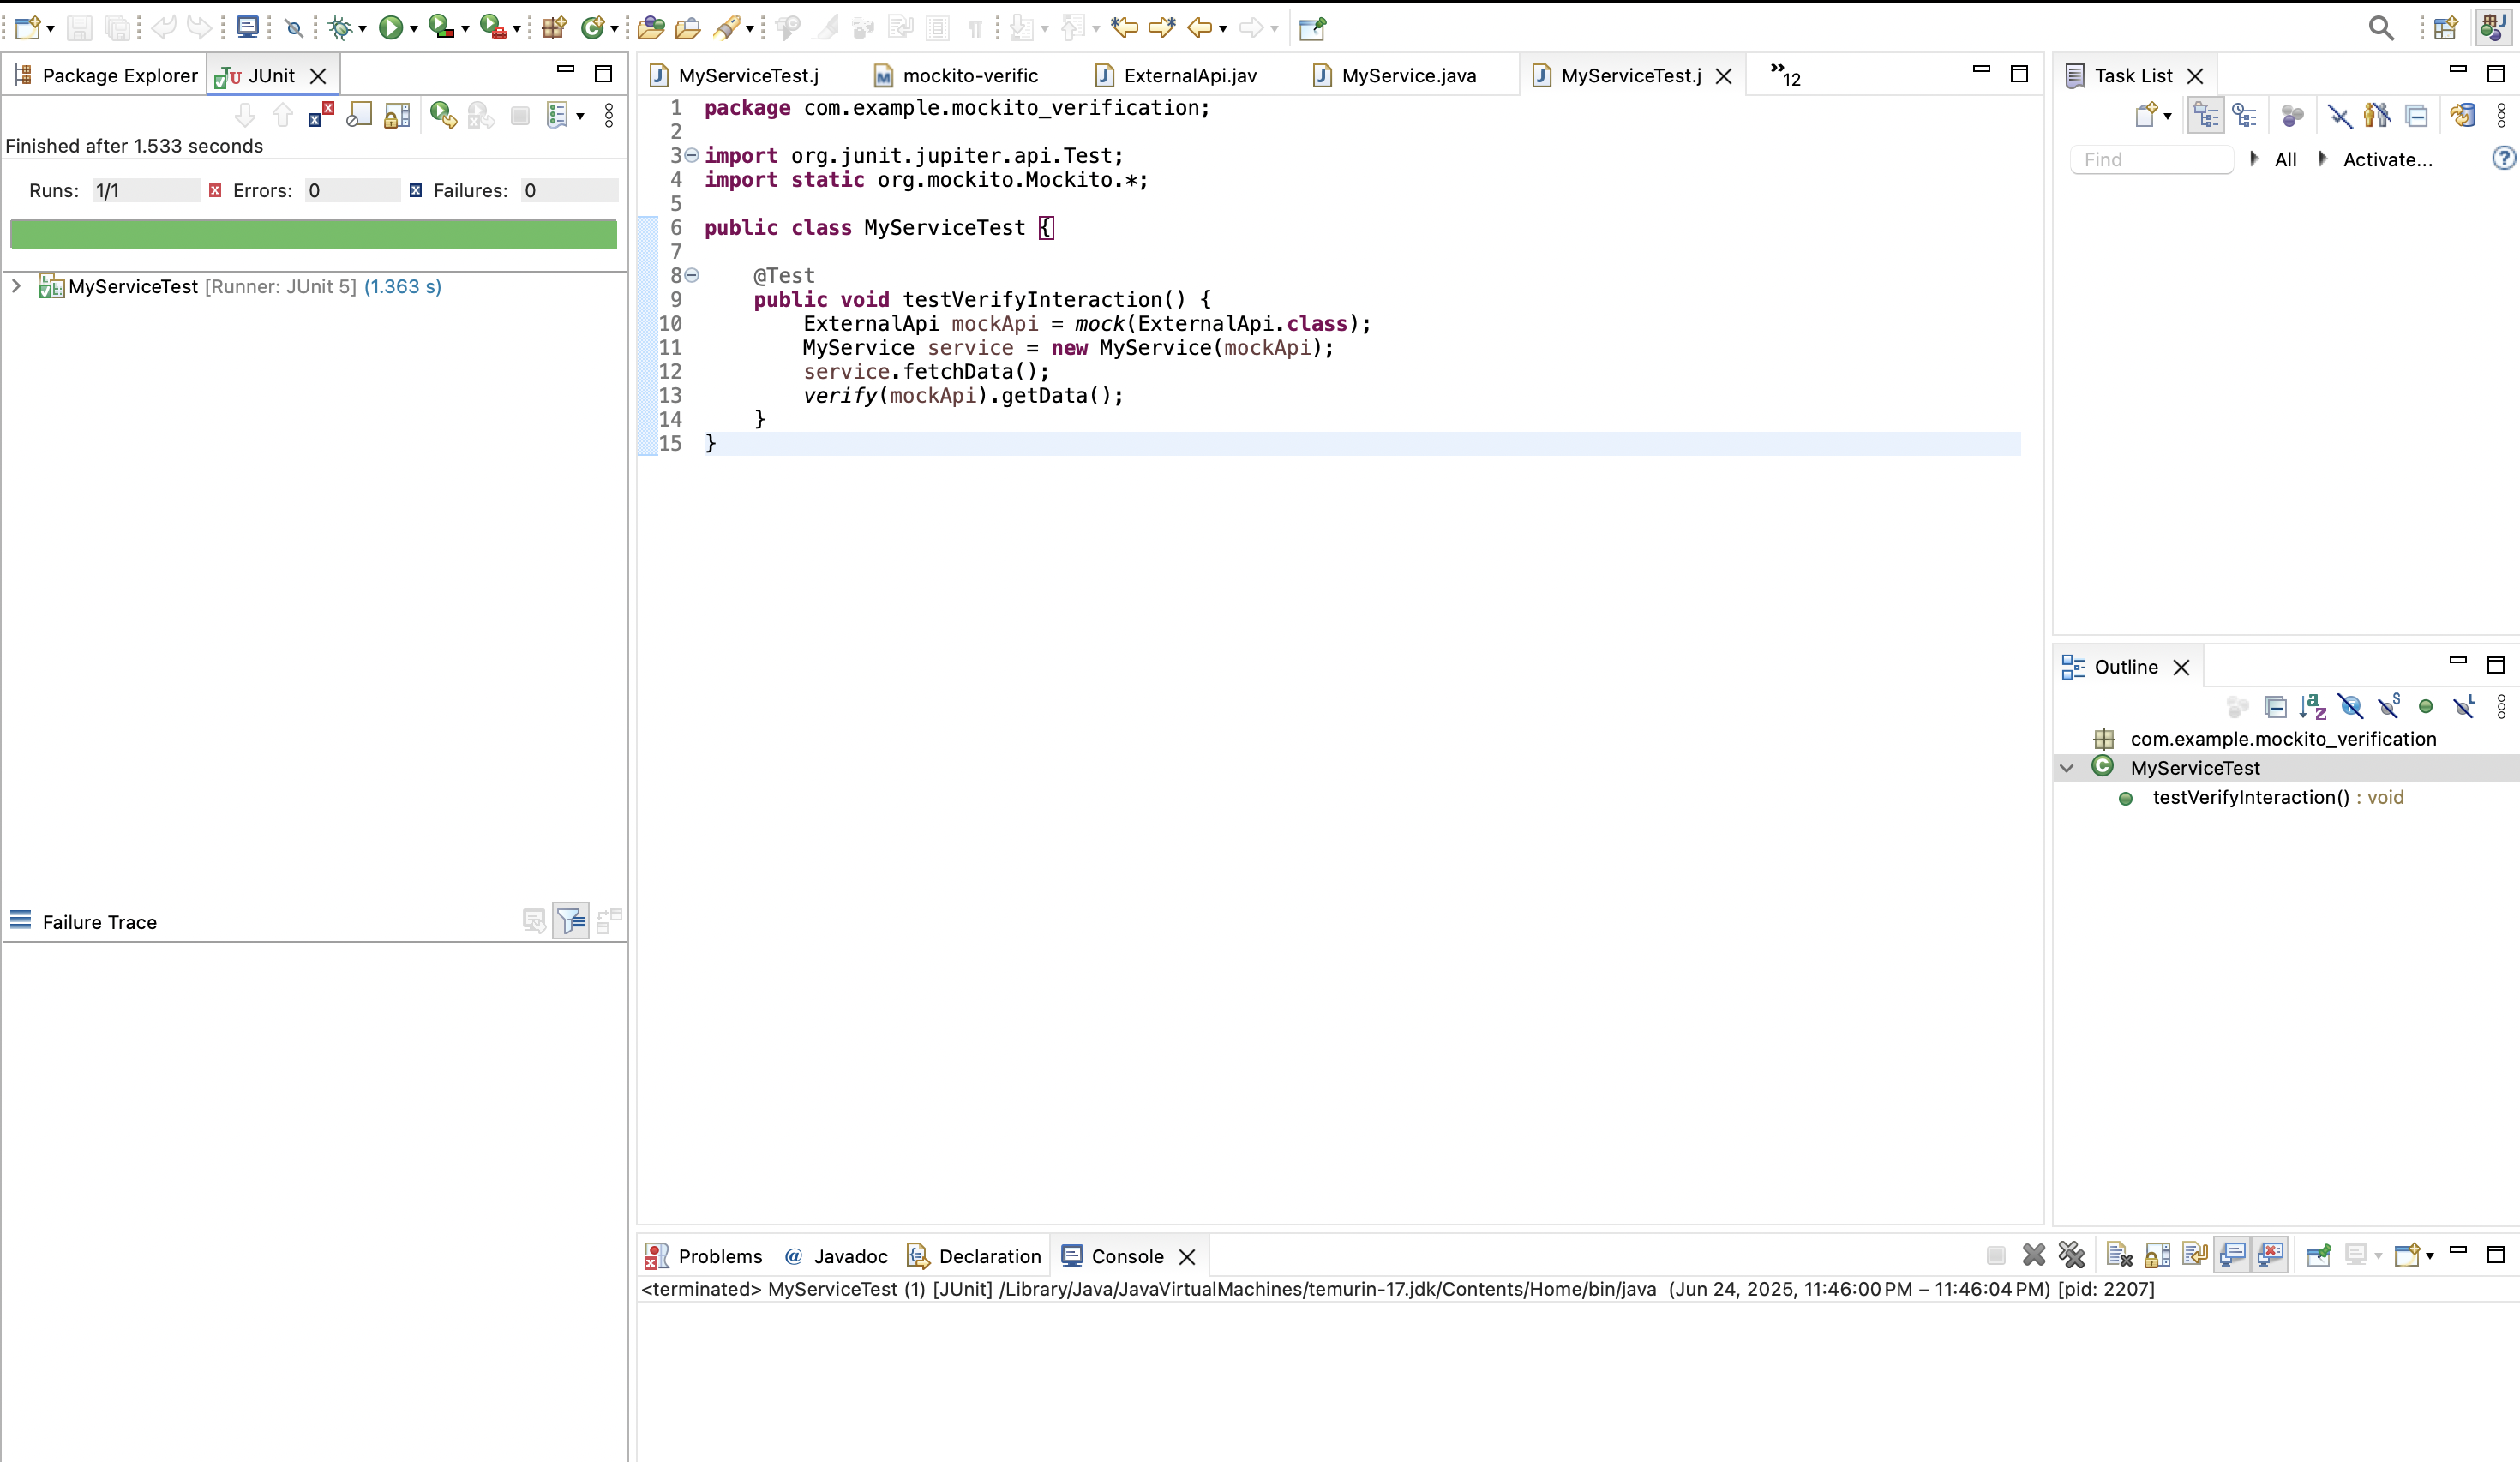 Package Explorer
JUnit
Finished after 1.533 seconds
Runs: 1/1
Errors: 0
Failures: 0
MyServiceTest [Runner: JUnit 5] (1.363 s)
Failure Trace
MyServiceTest.j
mockito-verific
ExternalApi.jav
MyService.java
MyServiceTest.j
»12
1 package com.example.mockito_verification;
2
3 import org.junit.jupiter.api.Test;
4 import static org.mockito.Mockito.*;
5
6 public class MyServiceTest {
7
8     @Test
9     public void testVerifyInteraction() {
10         ExternalApi mockApi = mock(ExternalApi.class);
11         MyService service = new MyService(mockApi);
12         service.fetchData();
13         verify(mockApi).getData();
14     }
15 }
Task List
Find
All
Activate...
Outline
com.example.mockito_verification
MyServiceTest
testVerifyInteraction() : void
Problems
@ Javadoc
Declaration
Console
<terminated> MyServiceTest (1) [JUnit] /Library/Java/JavaVirtualMachines/temurin-17.jdk/Contents/Home/bin/java (Jun 24, 2025, 11:46:00 PM – 11:46:04 PM) [pid: 2207]